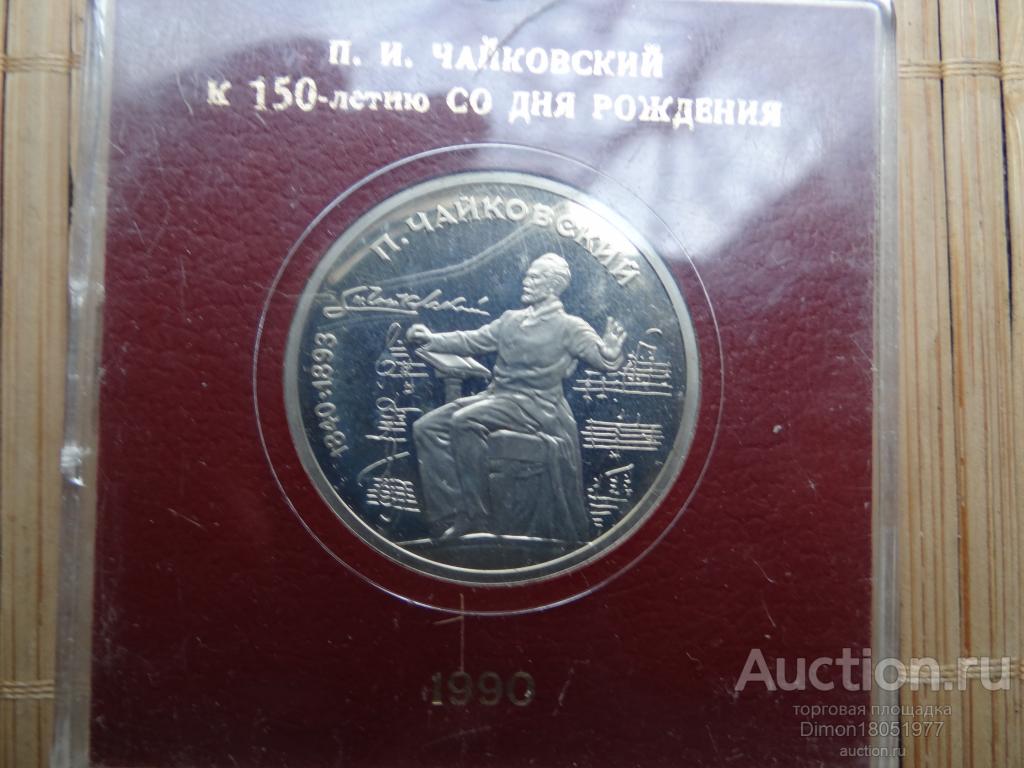 П. И. ЧАЙКОВСКИЙ
К 150-летию СО ДНЯ РОЖДЕНИЯ
П. ЧАЙКОВСКИЙ
1840•1893
1990
Auction.ru
торговая площадка
Dimon18051977
auction.ru